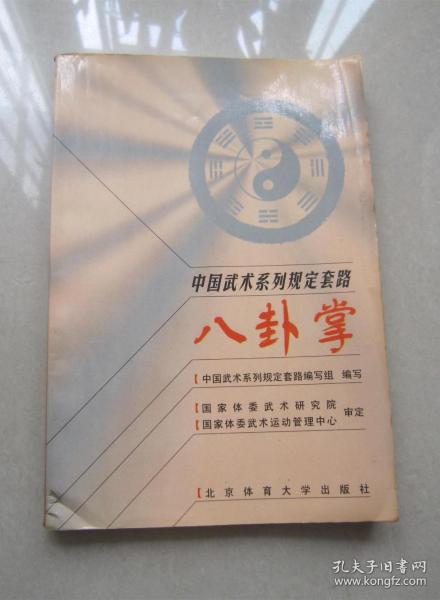 中国武术系列规定套路
八卦掌
【中国武术系列规定套路编写组 编写
【国家体委武术研究院
【国家体委武术运动管理中心 审定
【北京体育大学出版社
孔夫子旧书网
www.kongfz.com